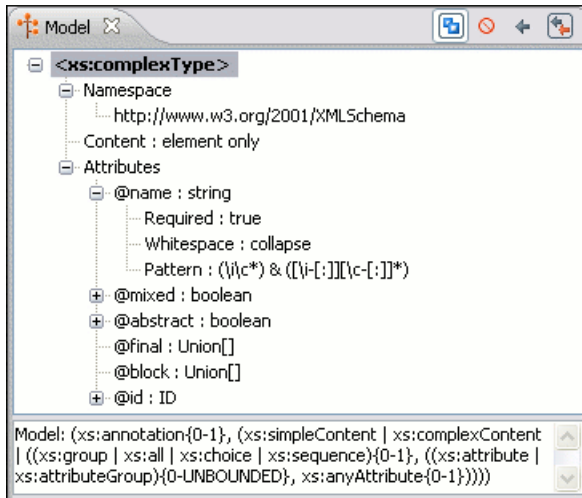 Model
<xs:complexType>
Namespace
http://www.w3.org/2001/XMLSchema
Content : element only
Attributes
@name : string
Required : true
Whitespace : collapse
Pattern : (\i\c*) & ([\i-[:]][\c-[:]]*)
@mixed : boolean
@abstract : boolean
@final : Union[]
@block : Union[]
@id : ID
Model: (xs:annotation{0-1}, (xs:simpleContent | xs:complexContent
| ((xs:group | xs:all | xs:choice | xs:sequence){0-1}, ((xs:attribute |
xs:attributeGroup){0-UNBOUNDED}, xs:anyAttribute{0-1}))))